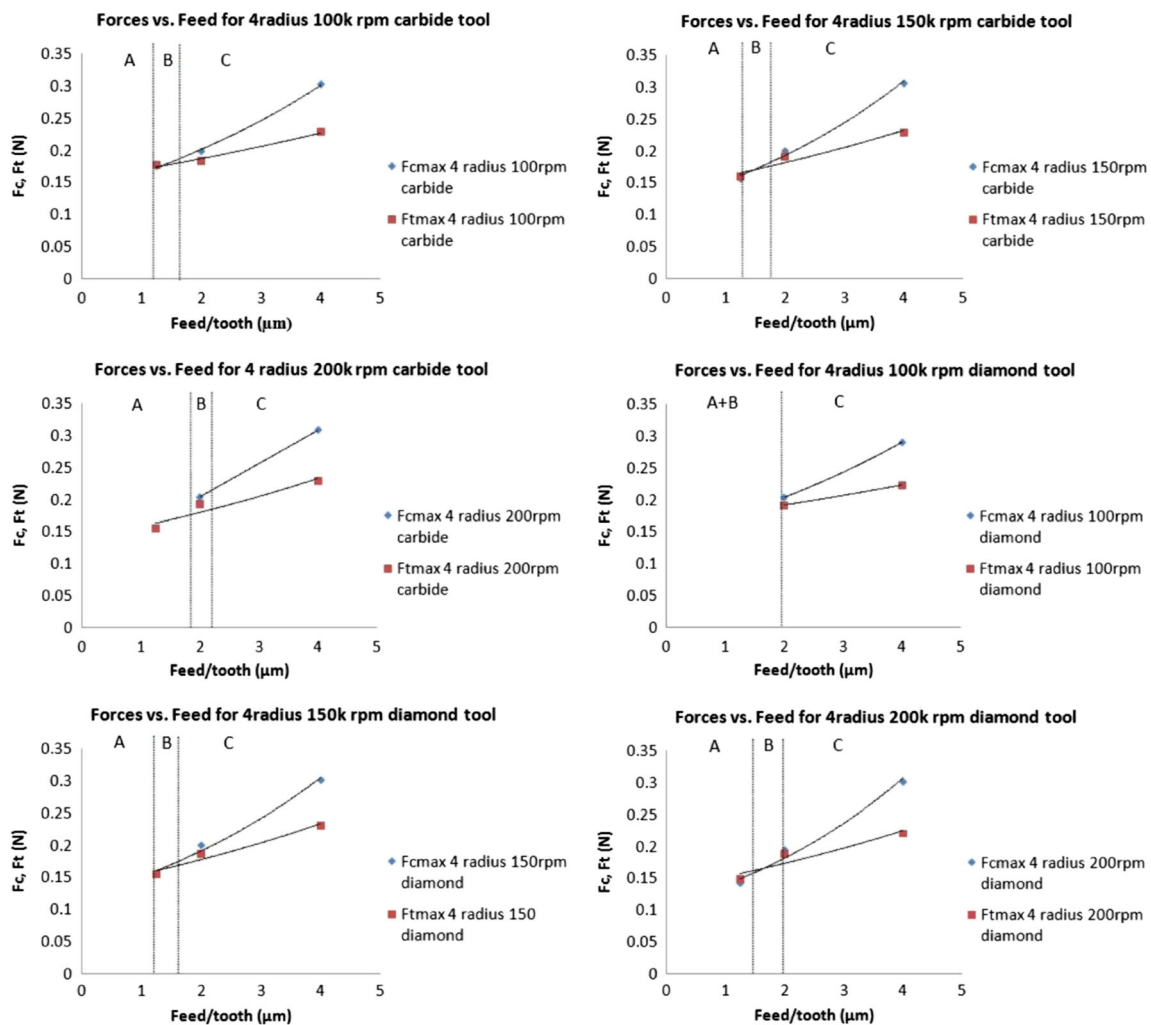 Forces vs. Feed for 4radius 100k rpm carbide tool
A B C
0.35
0.3
0.25
0.2
0.15
0.1
0.05
0
Fc, Ft (N)
0 1 2 3 4 5
Feed/tooth (µm)
Fcmax 4 radius 100rpm
carbide
Ftmax 4 radius 100rpm
carbide
Forces vs. Feed for 4radius 150k rpm carbide tool
A B C
0.35
0.3
0.25
0.2
0.15
0.1
0.05
0
Fc, Ft (N)
0 1 2 3 4 5
Feed/tooth (µm)
Fcmax 4 radius 150rpm
carbide
Ftmax 4 radius 150rpm
carbide
Forces vs. Feed for 4 radius 200k rpm carbide tool
A B C
0.35
0.3
0.25
0.2
0.15
0.1
0.05
0
Fc, Ft (N)
0 1 2 3 4 5
Feed/tooth (µm)
Fcmax 4 radius 200rpm
carbide
Ftmax 4 radius 200rpm
carbide
Forces vs. Feed for 4radius 100k rpm diamond tool
A+B C
0.35
0.3
0.25
0.2
0.15
0.1
0.05
0
Fc, Ft (N)
0 1 2 3 4 5
Feed/tooth (µm)
Fcmax 4 radius 100rpm
diamond
Ftmax 4 radius 100rpm
diamond
Forces vs. Feed for 4radius 150k rpm diamond tool
A B C
0.35
0.3
0.25
0.2
0.15
0.1
0.05
0
Fc, Ft (N)
0 1 2 3 4 5
Feed/tooth (µm)
Fcmax 4 radius 150rpm
diamond
Ftmax 4 radius 150
diamond
Forces vs. Feed for 4radius 200k rpm diamond tool
A B C
0.35
0.3
0.25
0.2
0.15
0.1
0.05
0
Fc, Ft (N)
0 1 2 3 4 5
Feed/tooth (µm)
Fcmax 4 radius 200rpm
diamond
Ftmax 4 radius 200rpm
diamond